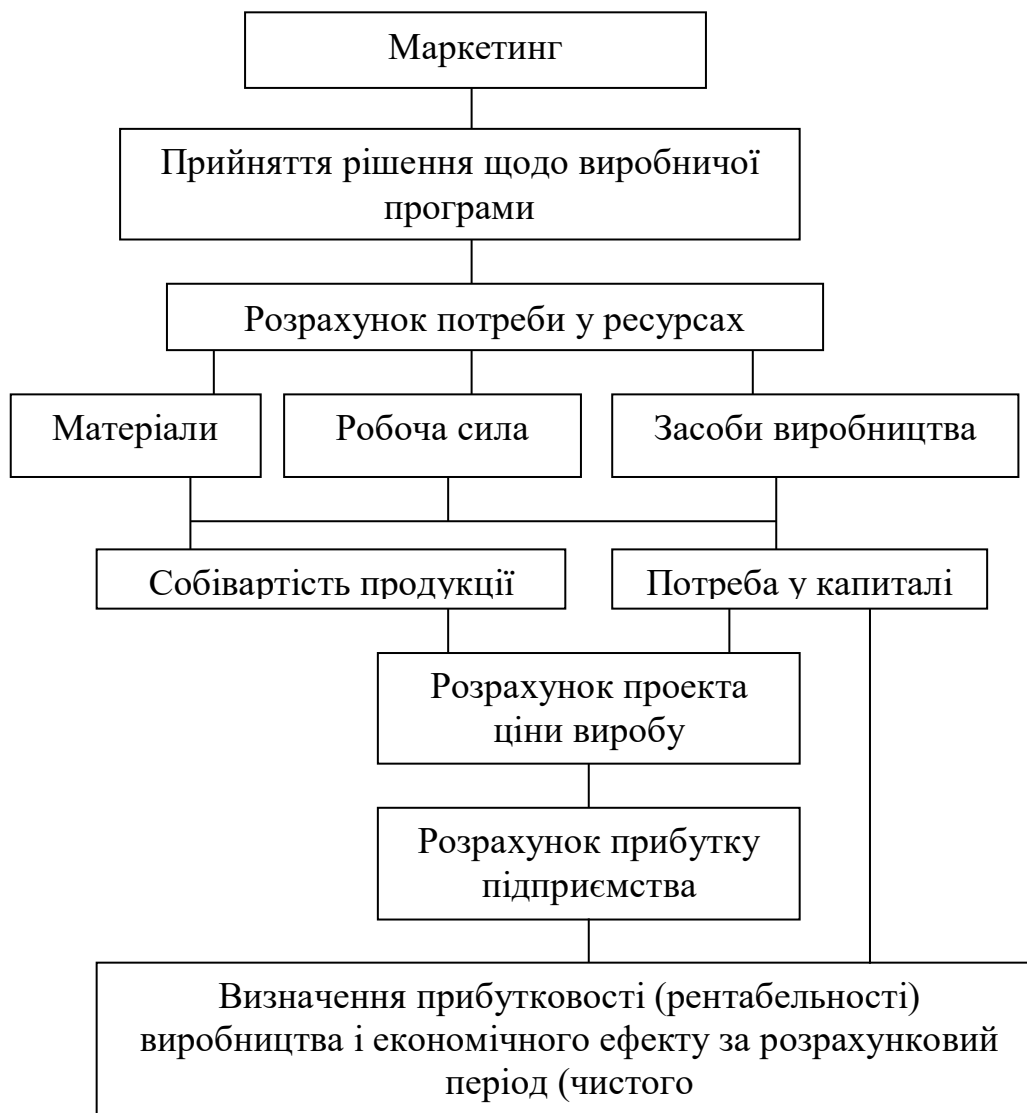 Маркетинг
Прийняття рішення щодо виробничої
програми
Розрахунок потреби у ресурсах
Матеріали
Робоча сила
Засоби виробництва
Собівартість продукції
Потреба у капиталі
Розрахунок проекта
ціни виробу
Розрахунок прибутку
підприємства
Визначення прибутковості (рентабельності)
виробництва і економічного ефекту за розрахунковий
період (чистого